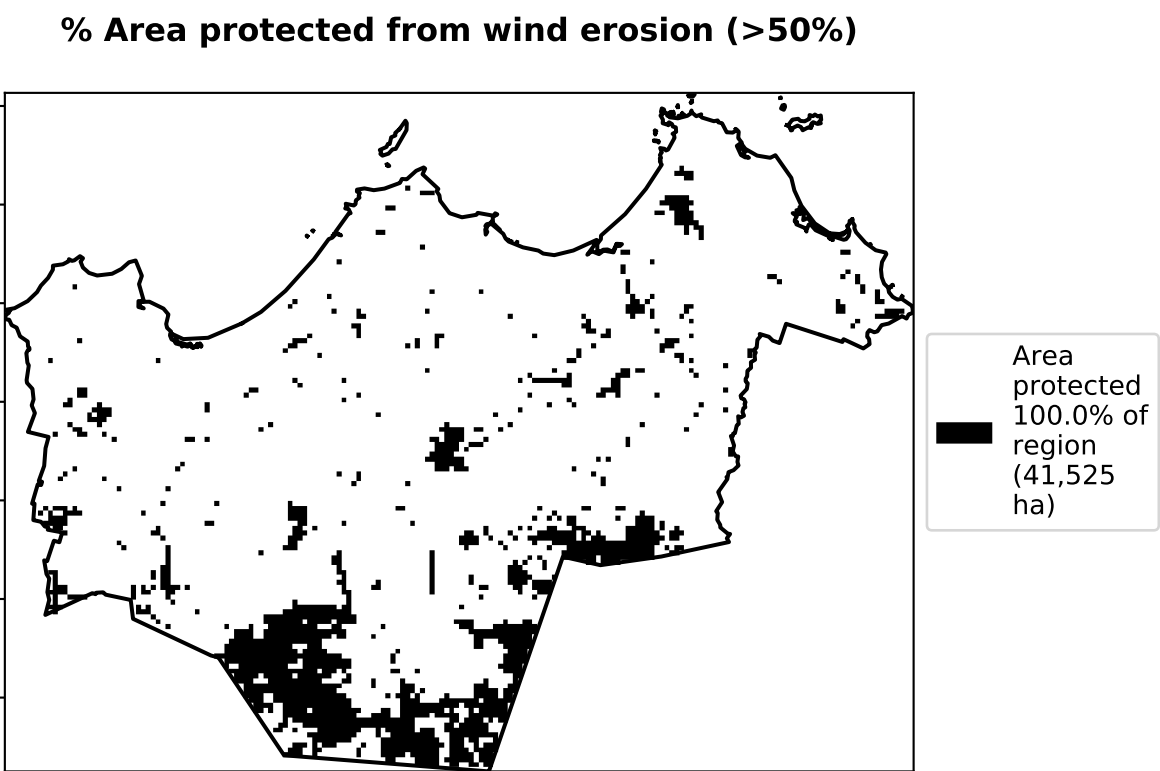 % Area protected from wind erosion (>50%)
Area
protected
100.0% of
region
(41,525
ha)